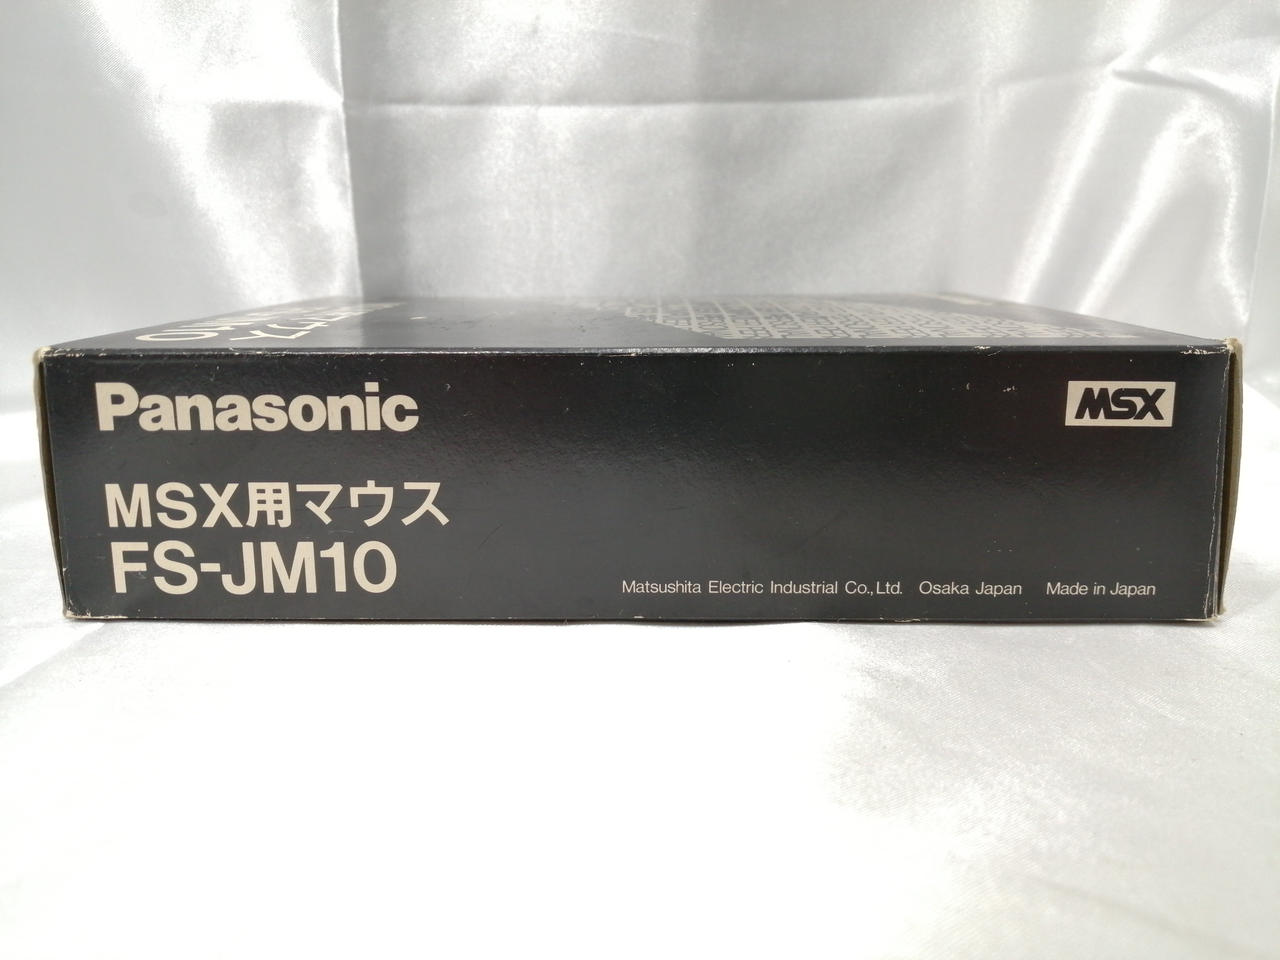 Panasonic
MSX
MSX用マウス
FS-JM10
Matsushita Electric Industrial Co.,Ltd. Osaka Japan Made in Japan